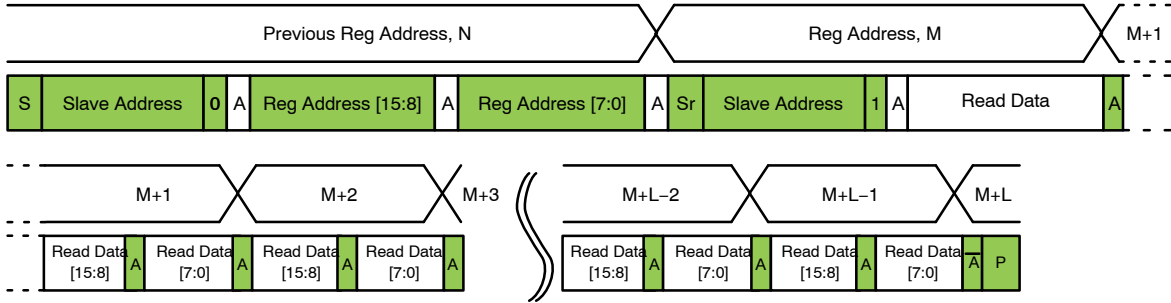 Previous Reg Address, N Reg Address, M M+1
S Slave Address 0 A Reg Address [15:8] A Reg Address [7:0] A Sr Slave Address 1 A Read Data A
M+1 M+2 M+3 M+L−2 M+L−1 M+L
Read Data A Read Data A Read Data A Read Data A Read Data A Read Data A Read Data A Read Data A P
[15:8] [7:0] [15:8] [7:0] [15:8] [7:0] [15:8] [7:0]